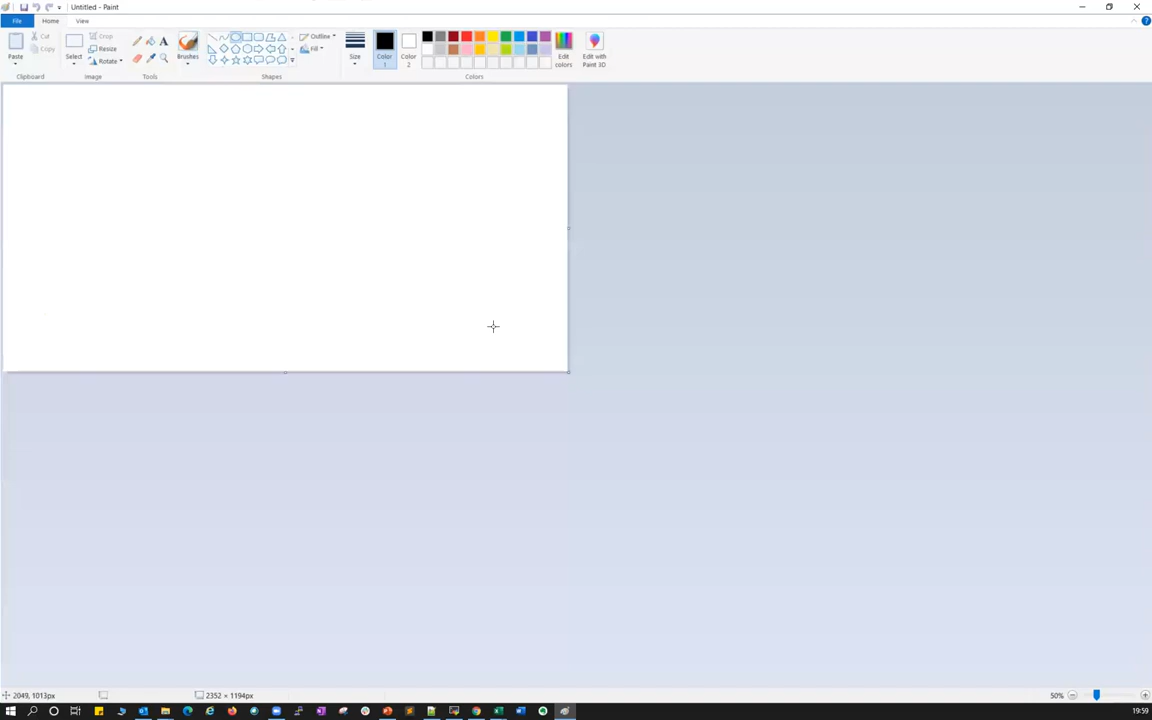 Untitled - Paint
File Home View
Paste
Cut
Copy
Clipboard
Select
Crop
Resize
Rotate
Image
Tools
Brushes
Shapes
Outline
Fill
Size
Color 1
Color 2
Colors
Edit colors
Edit with Paint 3D
2049, 1013px
2352 × 1194px
50%
19:59